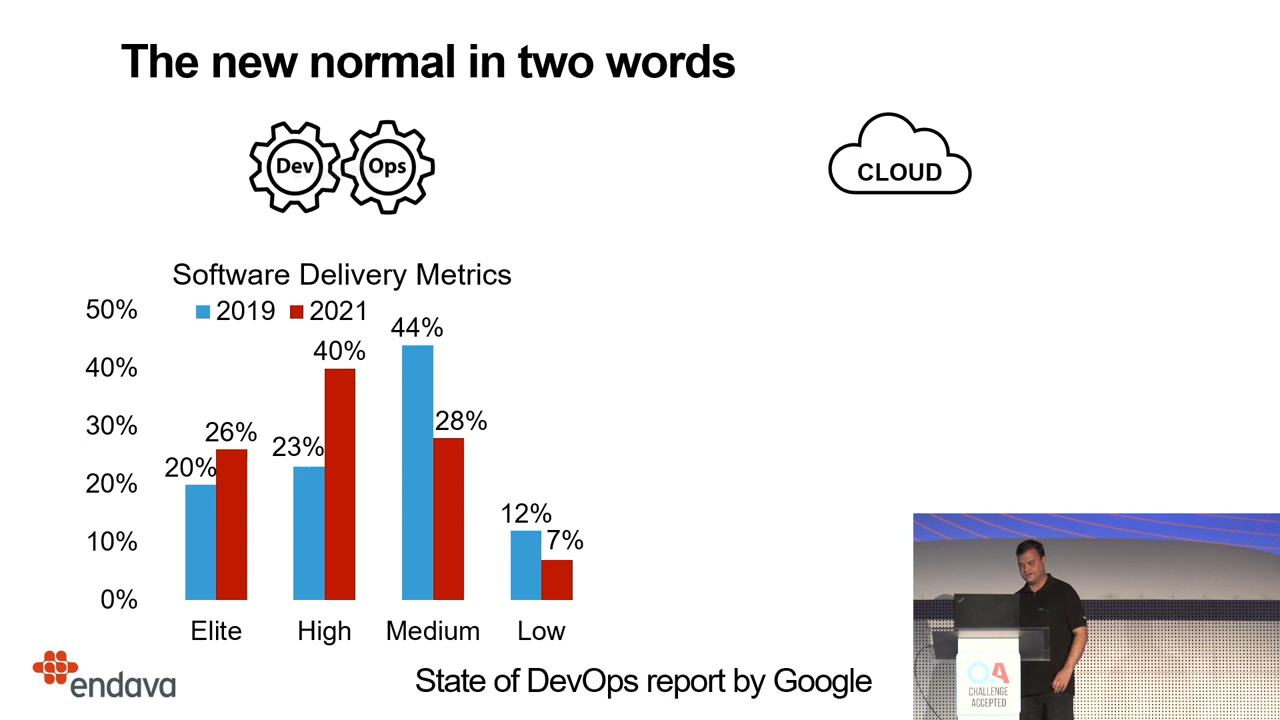 The new normal in two words
Dev Ops
CLOUD
Software Delivery Metrics
2019 2021
50%
40%
30%
20%
10%
0%
20%
26%
23%
40%
44%
28%
12%
7%
Elite High Medium Low
endava
State of DevOps report by Google
QA
CHALLENGE
ACCEPTED